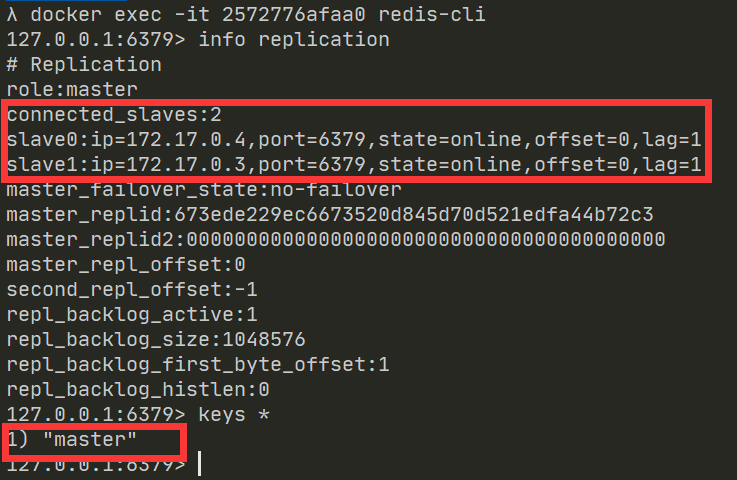 λ docker exec -it 2572776afaa0 redis-cli
127.0.0.1:6379> info replication
# Replication
role:master
connected_slaves:2
slave0:ip=172.17.0.4,port=6379,state=online,offset=0,lag=1
slave1:ip=172.17.0.3,port=6379,state=online,offset=0,lag=1
master_failover_state:no-failover
master_replid:673ede229ec6673520d845d70d521edfa44b72c3
master_replid2:0000000000000000000000000000000000000000
master_repl_offset:0
second_repl_offset:-1
repl_backlog_active:1
repl_backlog_size:1048576
repl_backlog_first_byte_offset:1
repl_backlog_histlen:0
127.0.0.1:6379> keys *
1) "master"
127.0.0.1:6379>